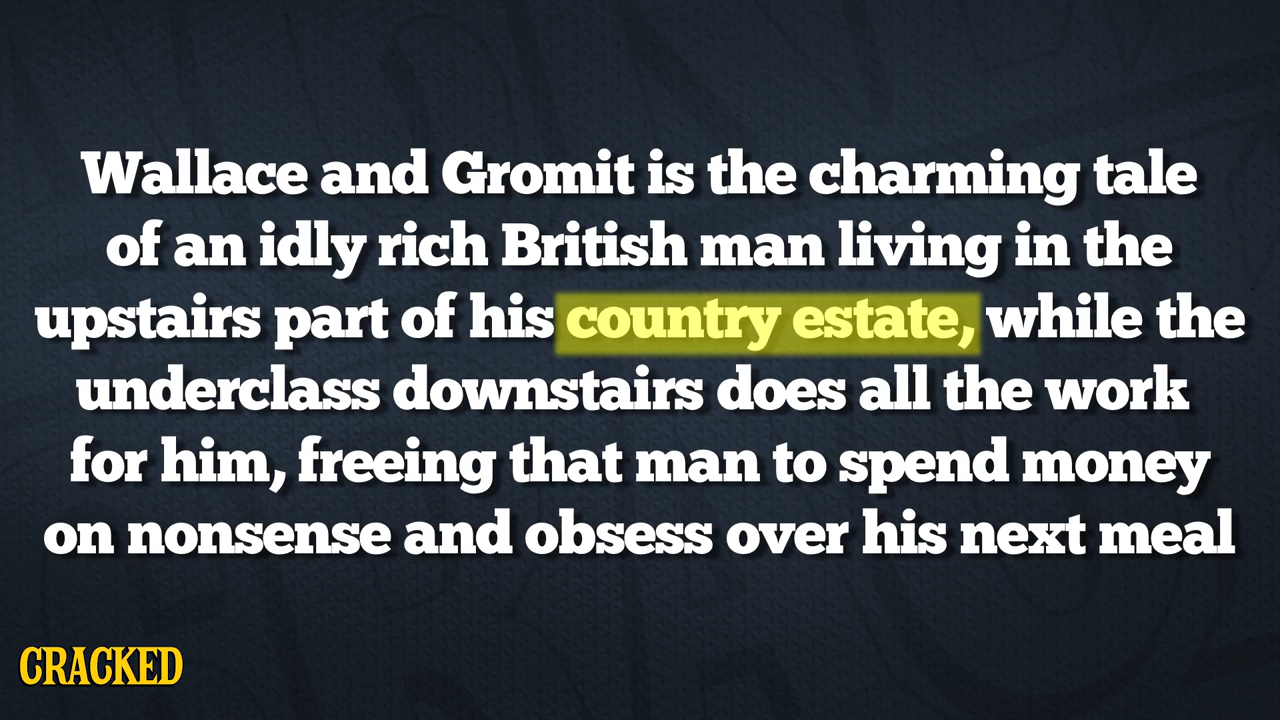 Wallace and Gromit is the charming tale
of an idly rich British man living in the
upstairs part of his country estate, while the
underclass downstairs does all the work
for him, freeing that man to spend money
on nonsense and obsess over his next meal
CRACKED